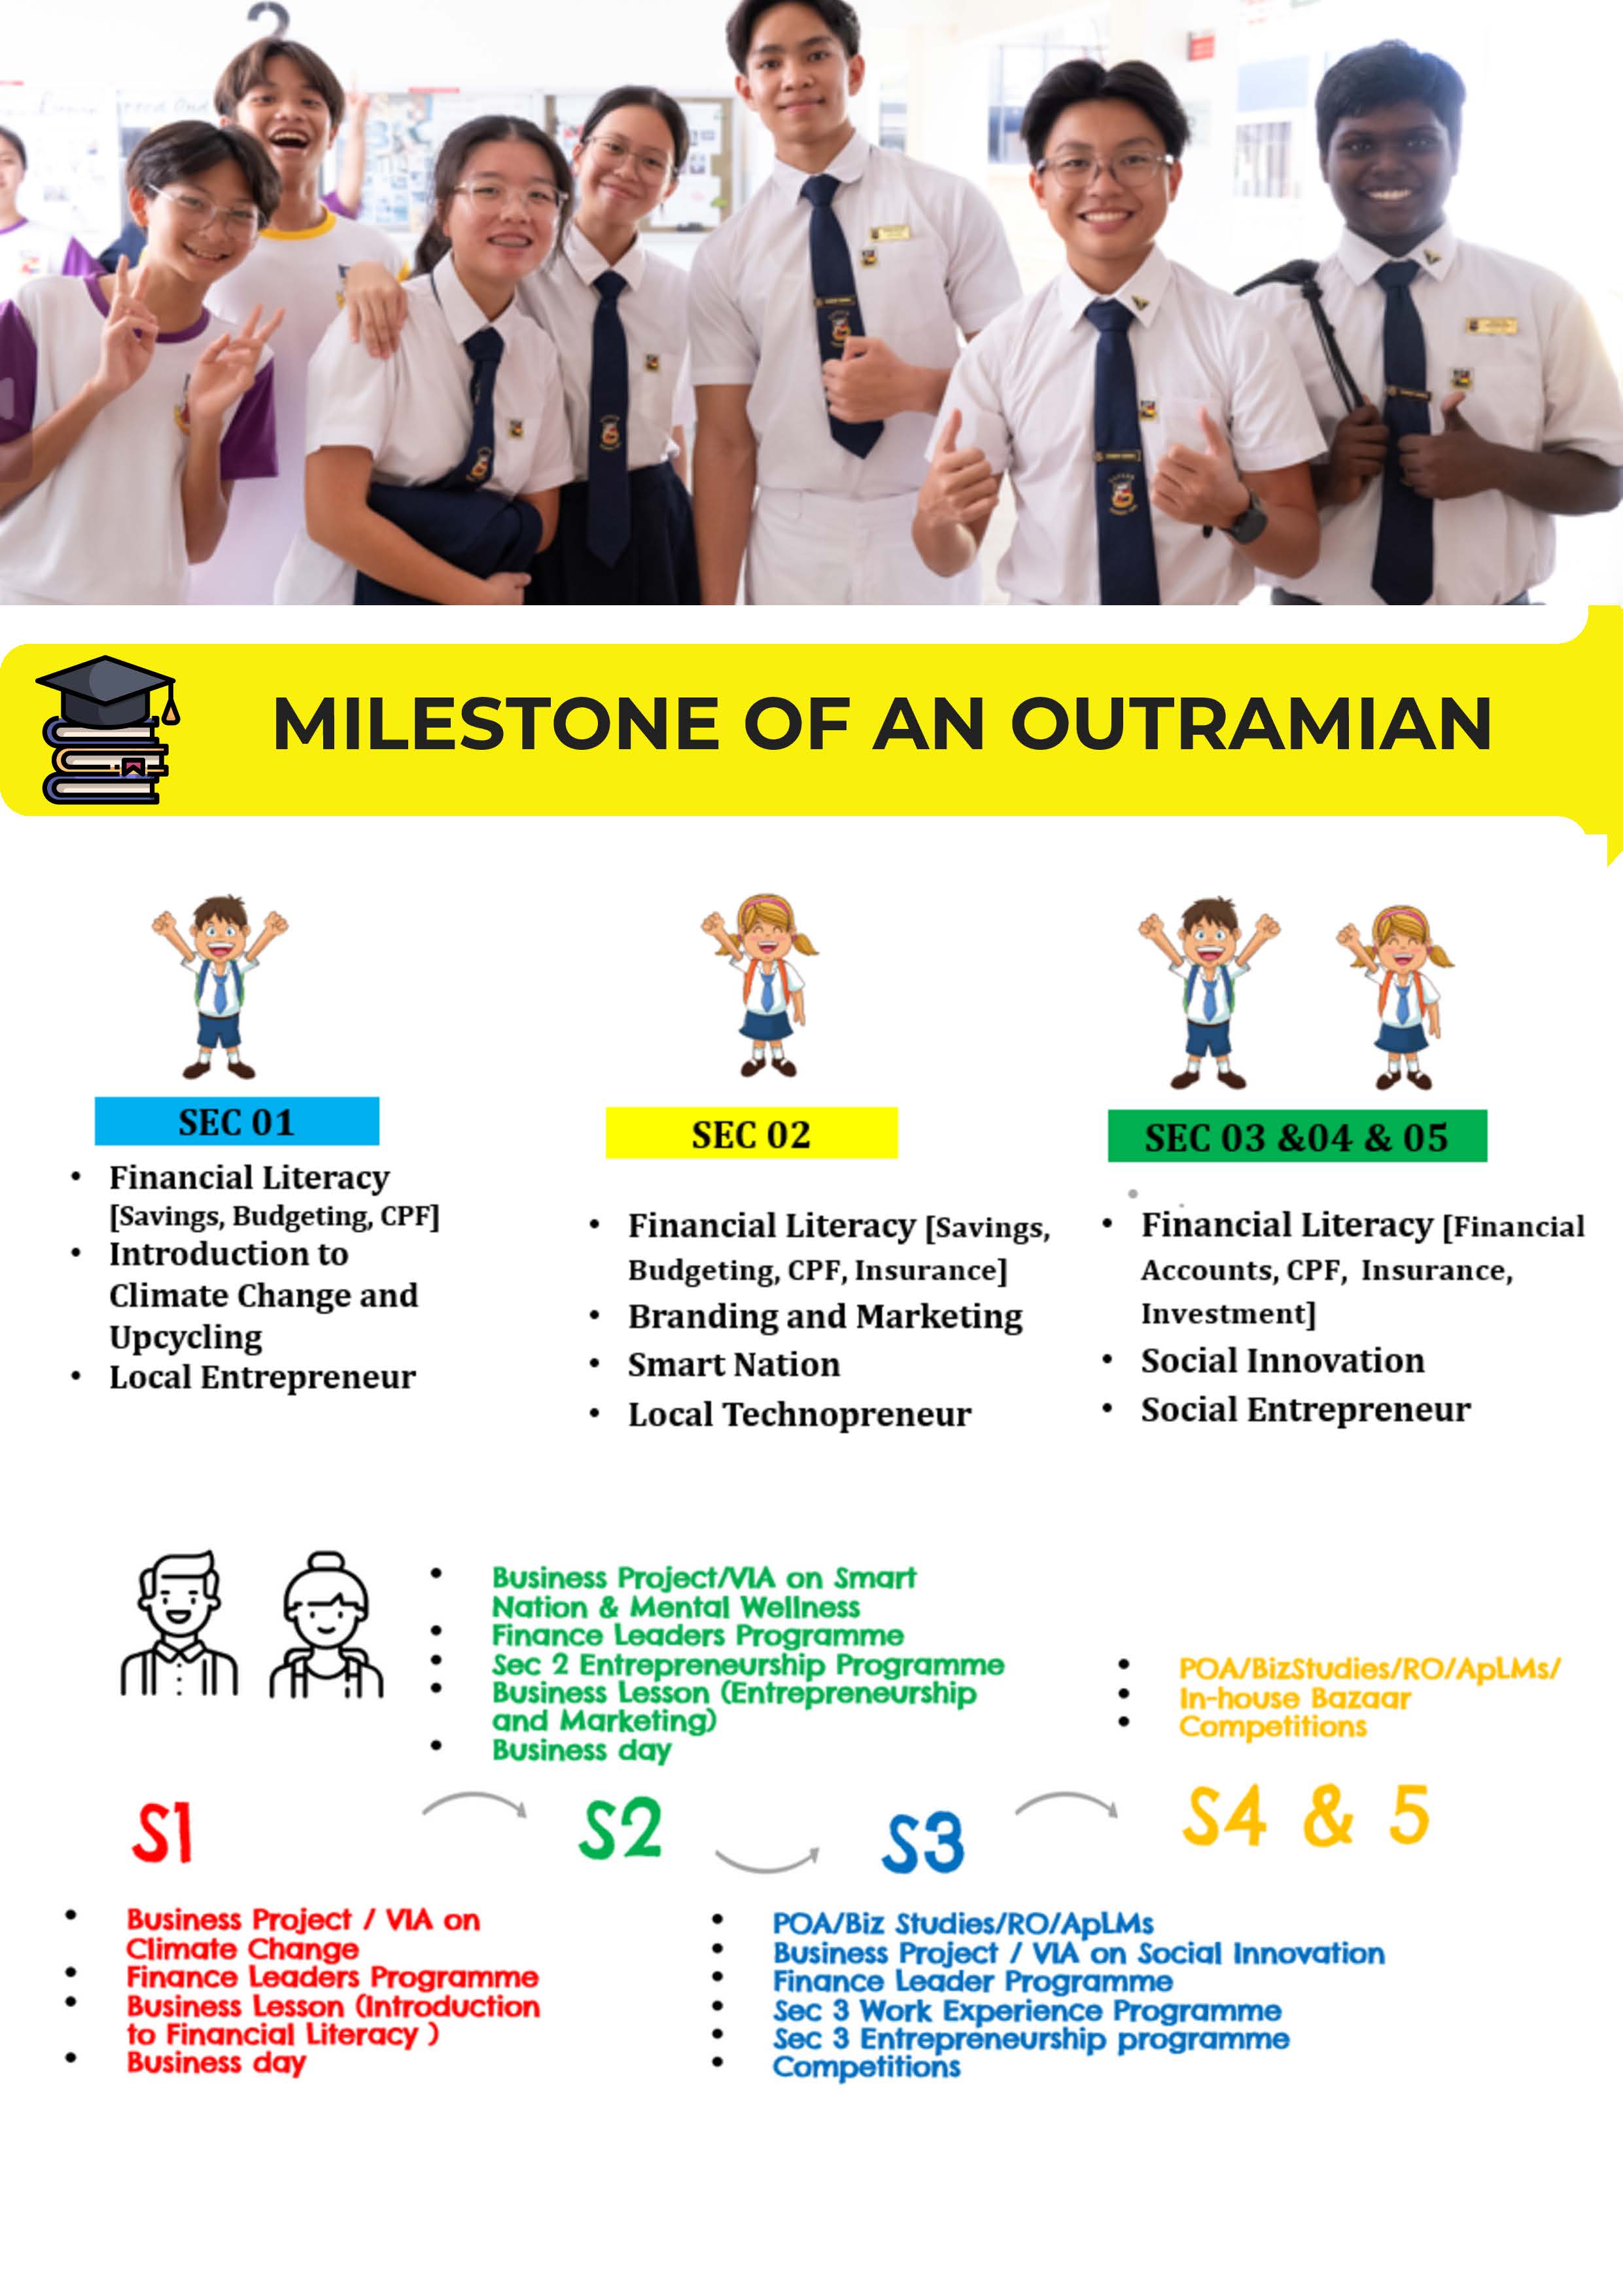 MILESTONE OF AN OUTRAMIAN
SEC 01
• Financial Literacy
[Savings, Budgeting, CPF]
• Introduction to
Climate Change and
Upcycling
• Local Entrepreneur
SEC 02
• Financial Literacy [Savings,
Budgeting, CPF, Insurance]
• Branding and Marketing
• Smart Nation
• Local Technopreneur
SEC 03 &04 & 05
• Financial Literacy [Financial
Accounts, CPF, Insurance,
Investment]
• Social Innovation
• Social Entrepreneur
• Business Project/VIA on Smart
Nation & Mental Wellness
• Finance Leaders Programme
• Sec 2 Entrepreneurship Programme
• Business Lesson (Entrepreneurship
and Marketing)
• Business day
• POA/BizStudies/RO/ApLMs/
• In-house Bazaar
• Competitions
S1
S2
S3
S4 & 5
• Business Project / VIA on
Climate Change
• Finance Leaders Programme
• Business Lesson (Introduction
to Financial Literacy )
• Business day
• POA/Biz Studies/RO/ApLMs
• Business Project / VIA on Social Innovation
• Finance Leader Programme
• Sec 3 Work Experience Programme
• Sec 3 Entrepreneurship programme
• Competitions